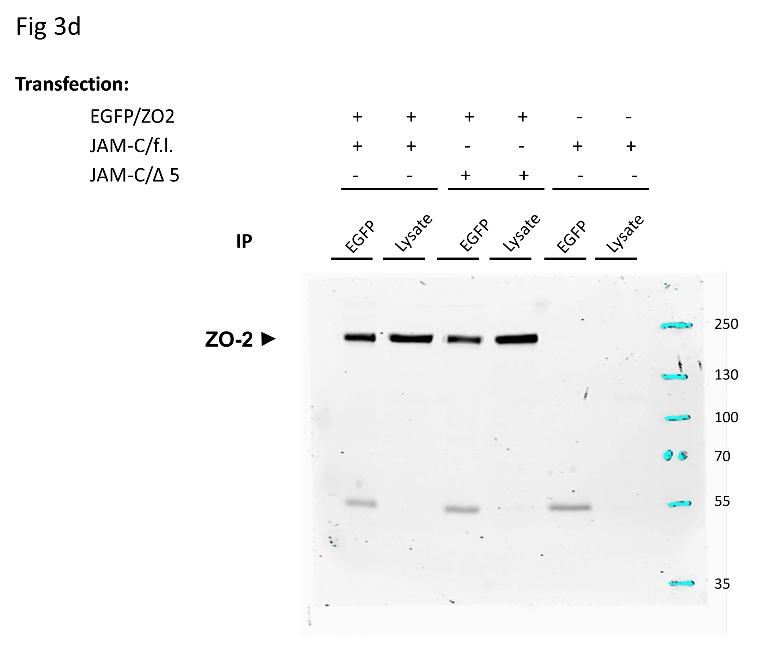 Fig 3d
Transfection:
EGFP/ZO2 + + + + - -
JAM-C/f.l. + + - - + +
JAM-C/Δ 5 - - + + - -
IP EGFP Lysate EGFP Lysate EGFP Lysate
ZO-2 ►
250
130
100
70
55
35